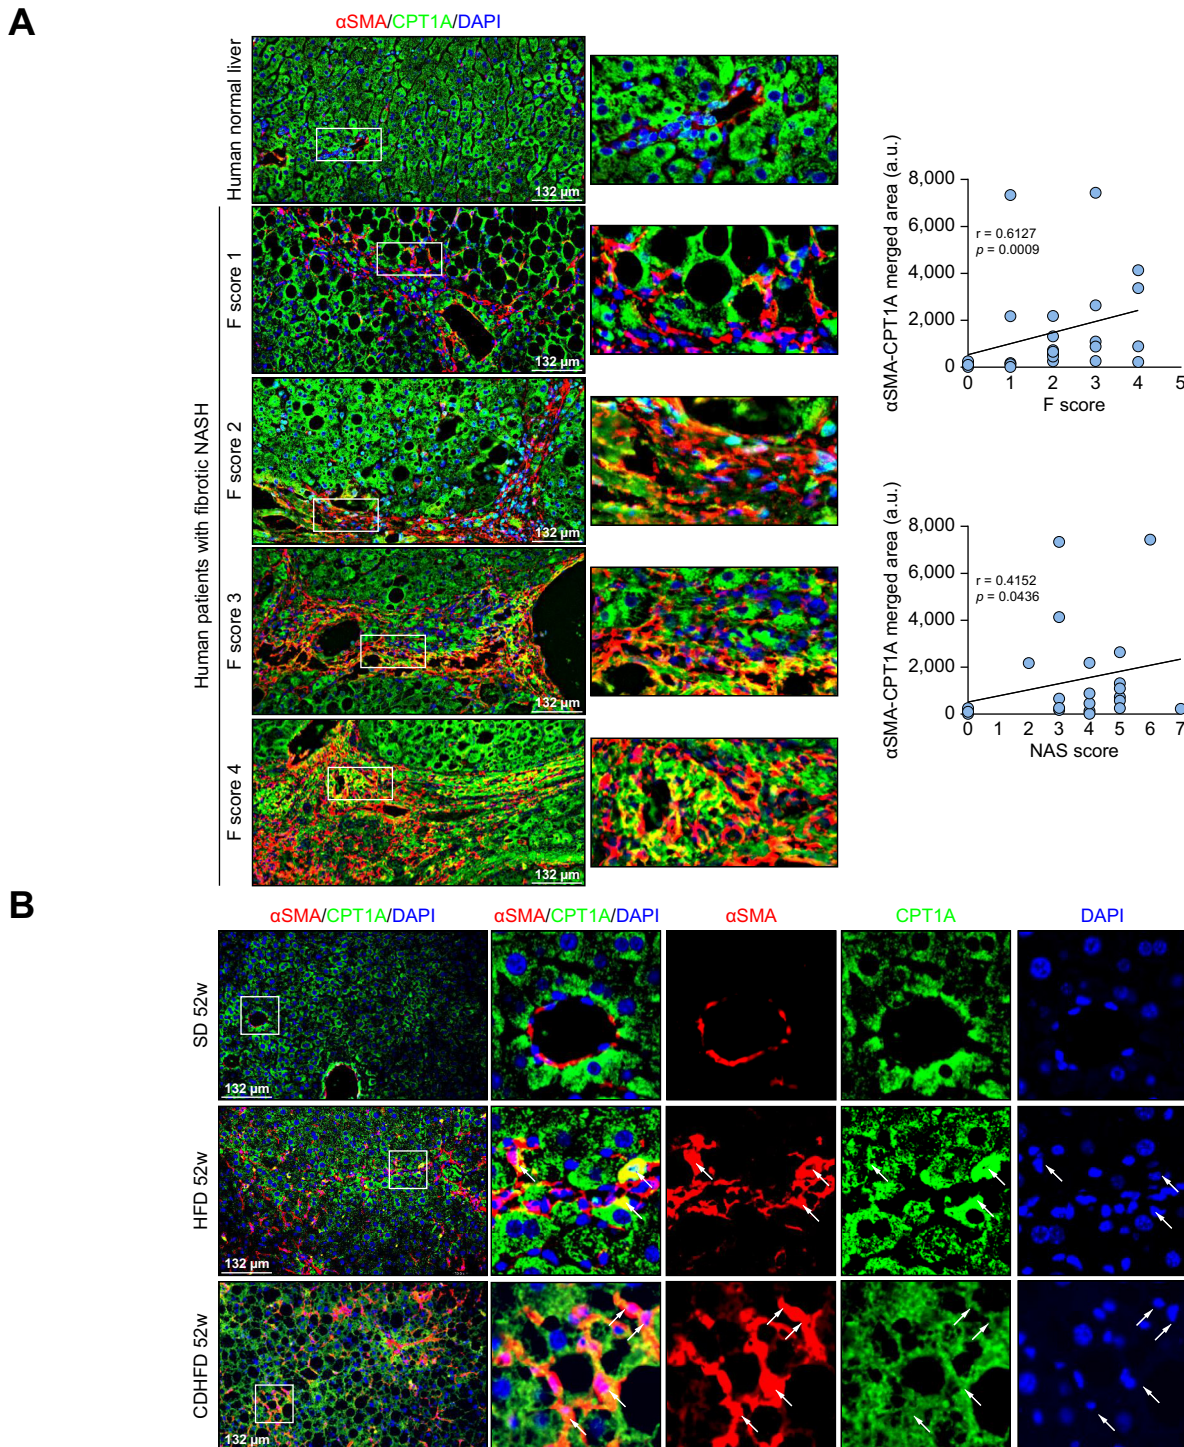 A
αSMA/CPT1A/DAPI
Human normal liver
132 µm
Human patients with fibrotic NASH
F score 1
132 µm
F score 2
132 µm
F score 3
132 µm
F score 4
132 µm
αSMA-CPT1A merged area (a.u.)
8,000
6,000
4,000
2,000
0
r = 0.6127
p = 0.0009
0 1 2 3 4 5
F score
αSMA-CPT1A merged area (a.u.)
8,000
6,000
4,000
2,000
0
r = 0.4152
p = 0.0436
0 1 2 3 4 5 6 7
NAS score
B
αSMA/CPT1A/DAPI αSMA/CPT1A/DAPI αSMA CPT1A DAPI
SD 52w
132 µm
HFD 52w
132 µm
CDHFD 52w
132 µm